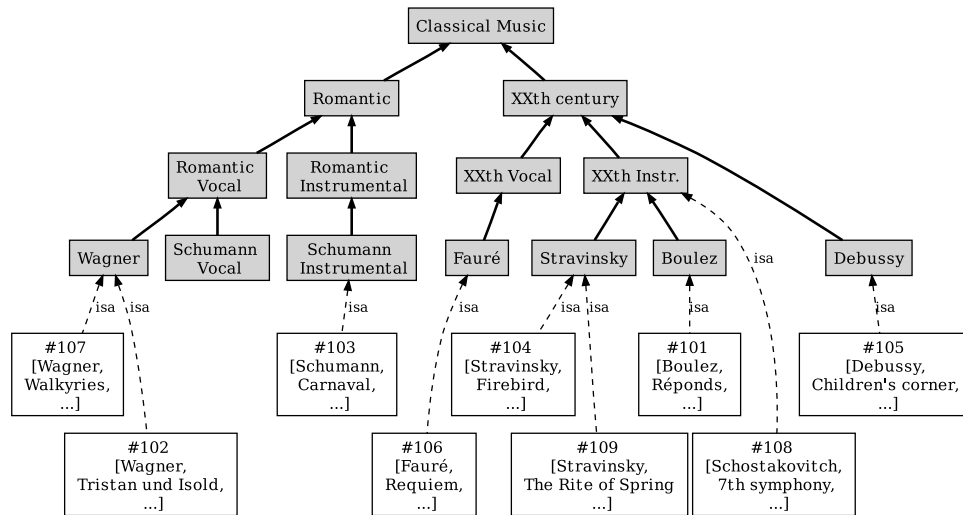 Classical Music
Romantic
XXth century
Romantic
Vocal
Romantic
Instrumental
XXth Vocal
XXth Instr.
Wagner
Schumann
Vocal
Schumann
Instrumental
Fauré
Stravinsky
Boulez
Debussy
isa
isa
isa
isa
isa
isa
isa
isa
isa
#107
[Wagner,
Walkyries,
...]
#103
[Schumann,
Carnaval,
...]
#104
[Stravinsky,
Firebird,
...]
#101
[Boulez,
Réponds,
...]
#105
[Debussy,
Children's corner,
...]
#102
[Wagner,
Tristan und Isold,
...]
#106
[Fauré,
Requiem,
...]
#109
[Stravinsky,
The Rite of Spring
...]
#108
[Schostakovitch,
7th symphony,
...]